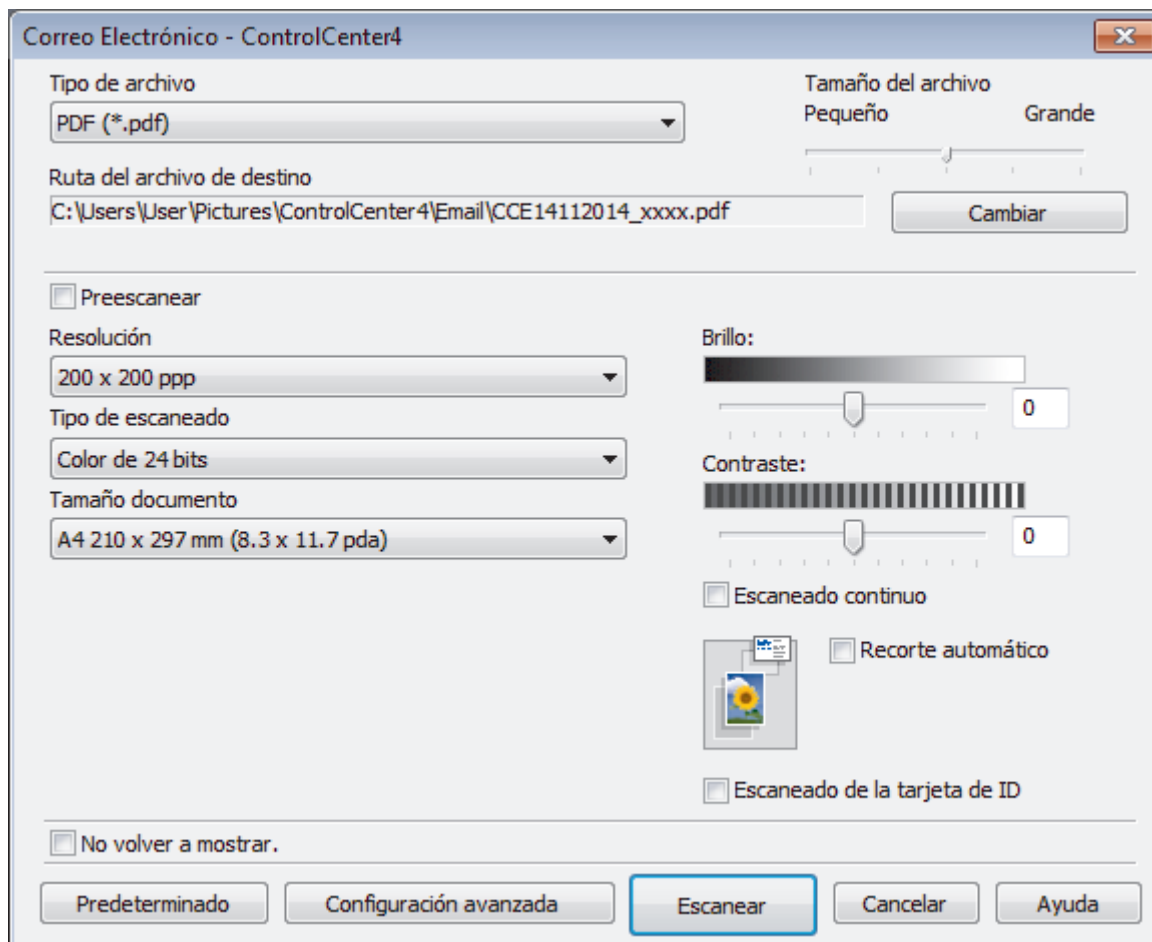 Correo Electrónico - ControlCenter4
Tipo de archivo
PDF (*.pdf)
Tamaño del archivo
Pequeño Grande
Ruta del archivo de destino
C:\Users\User\Pictures\ControlCenter4\Email\CCE14112014_xxxx.pdf
Cambiar
Preescanear
Resolución
200 x 200 ppp
Tipo de escaneado
Color de 24 bits
Tamaño documento
A4 210 x 297 mm (8.3 x 11.7 pda)
Brillo:
0
Contraste:
0
Escaneado continuo
Recorte automático
Escaneado de la tarjeta de ID
No volver a mostrar.
Predeterminado Configuración avanzada Escanear Cancelar Ayuda